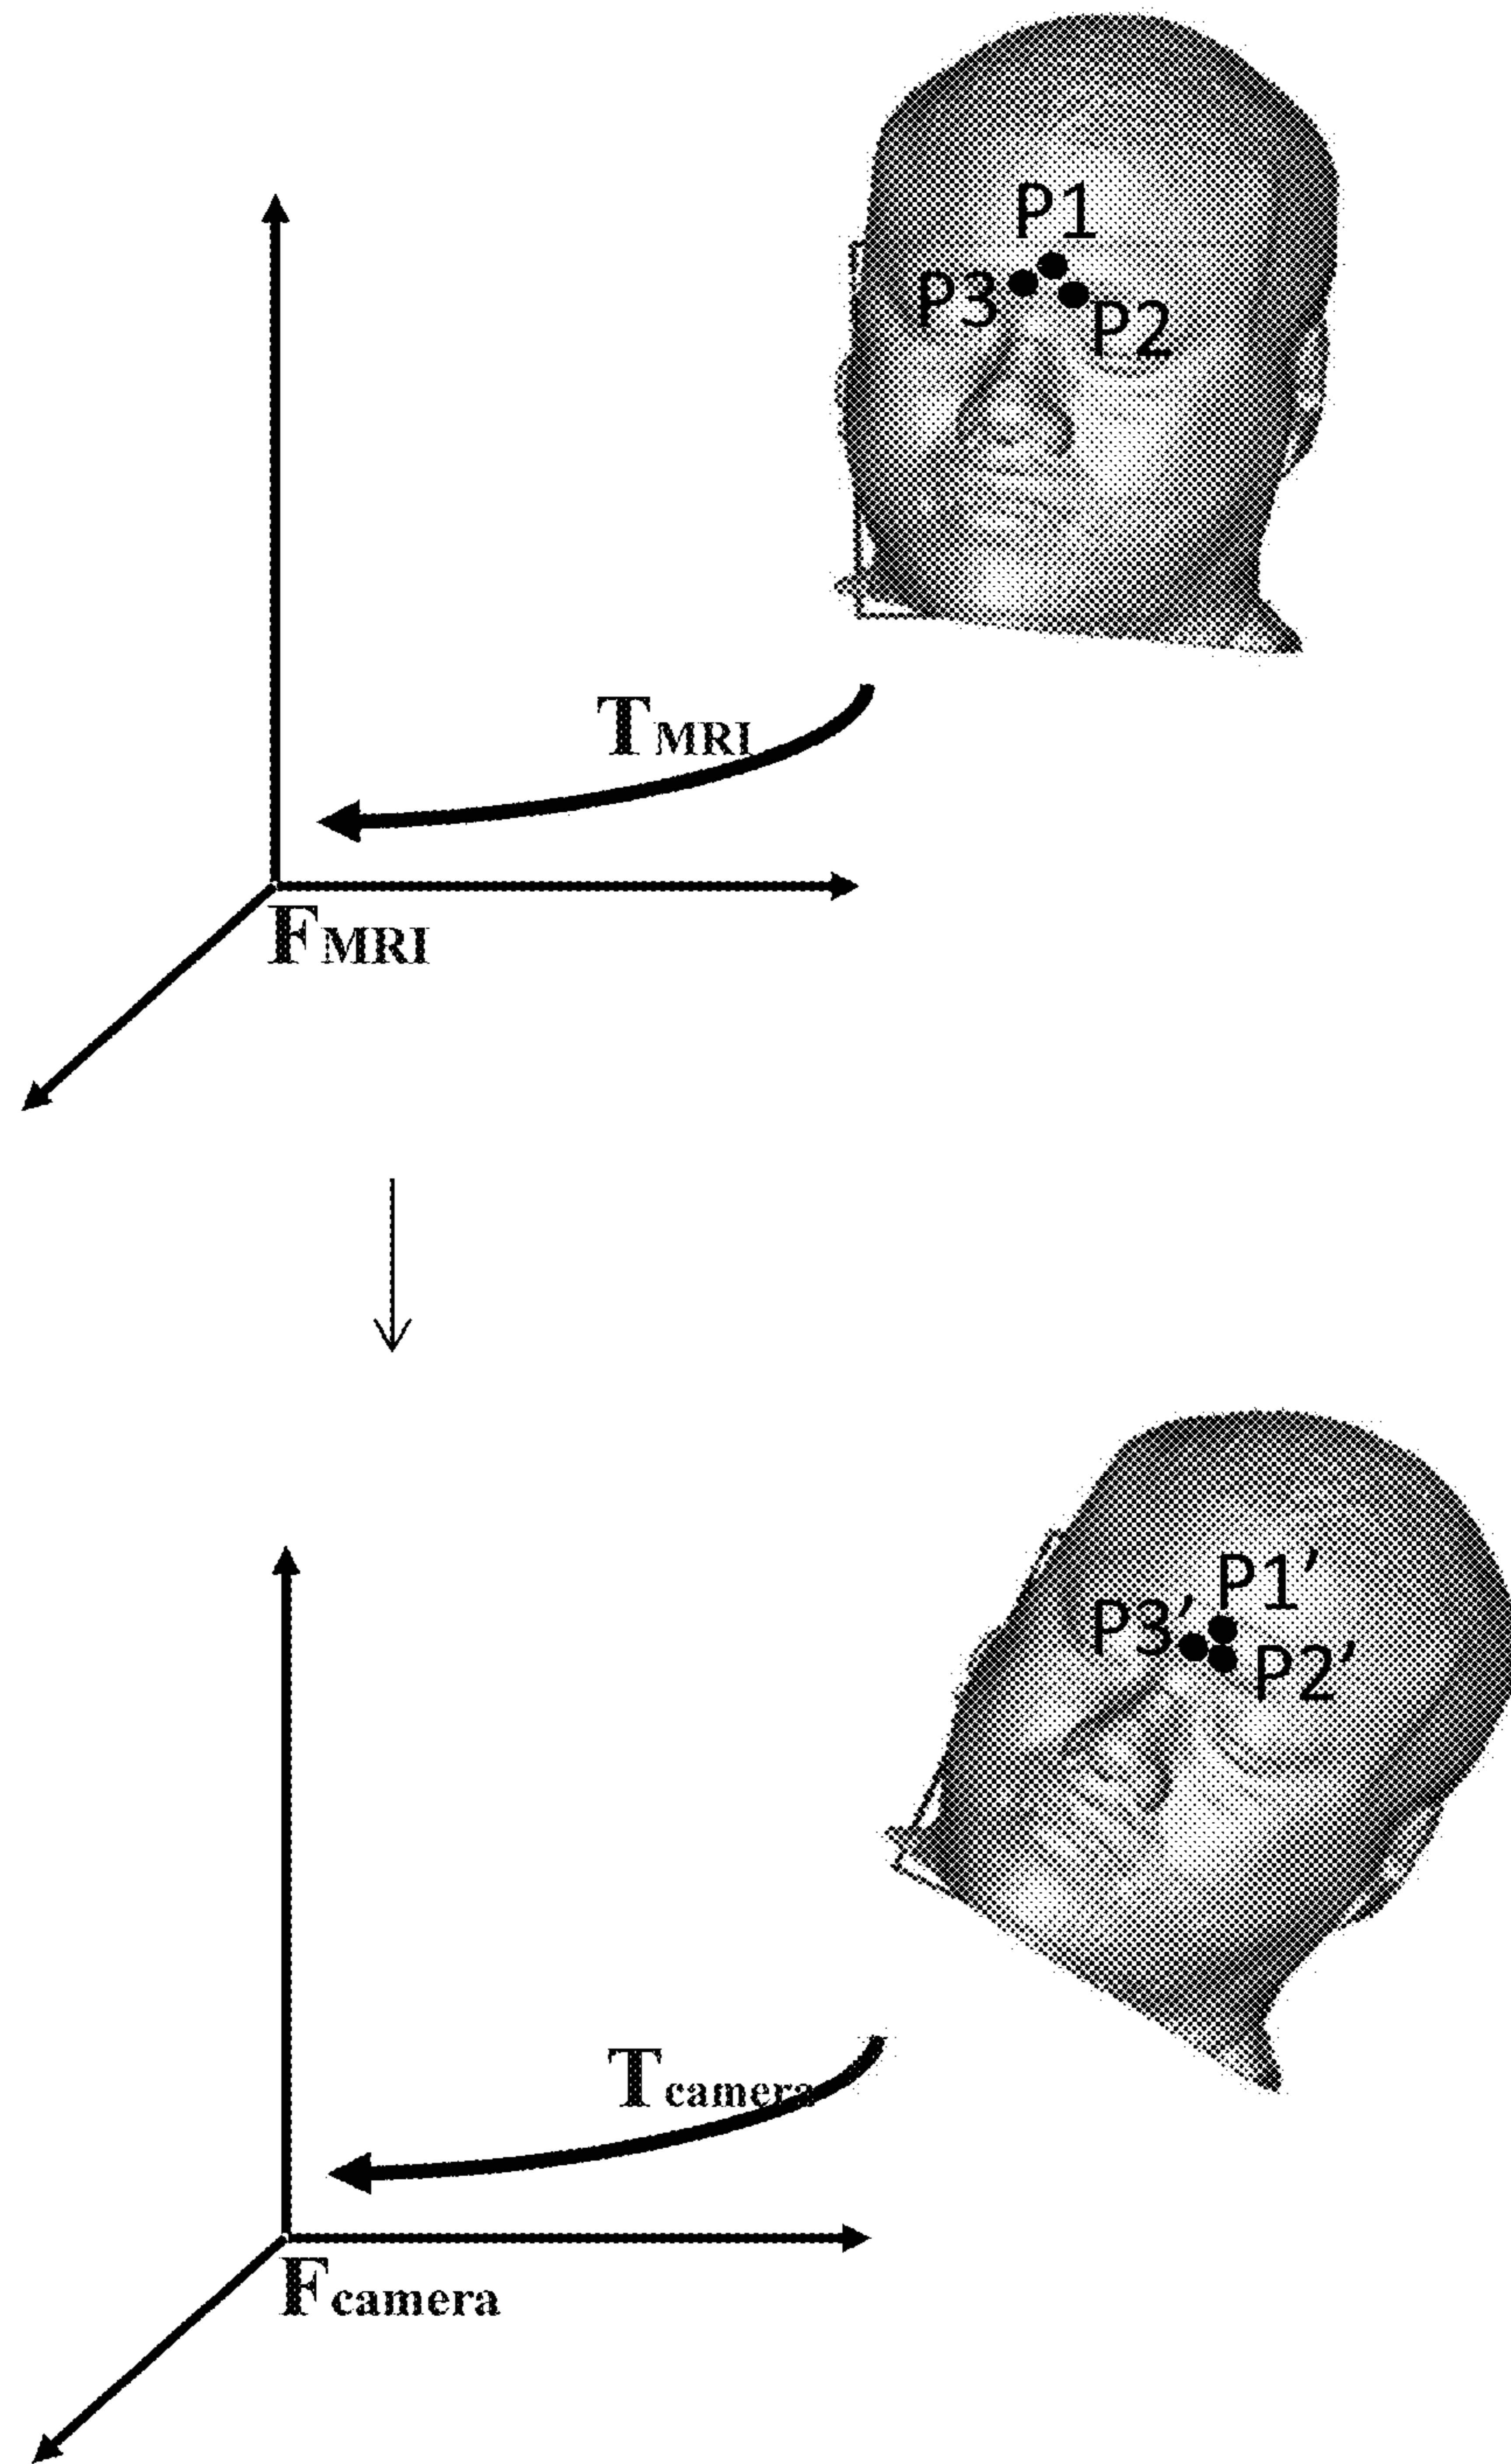 P1
P3
P2
TMRI
FMRI
P1’
P3’
P2’
Tcamera
Fcamera